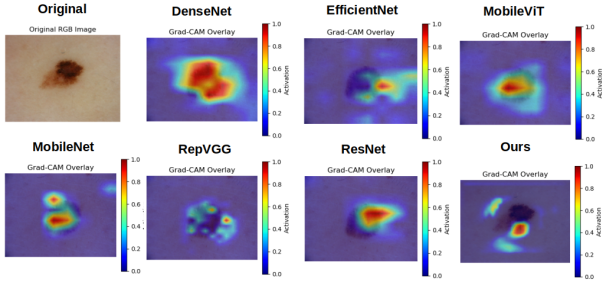 Original
DenseNet
EfficientNet
MobileViT
Original RGB Image
Grad-CAM Overlay
Grad-CAM Overlay
Grad-CAM Overlay
1.0
0.8
0.6
0.4
0.2
0.0
Activation
1.0
0.8
0.6
0.4
0.2
0.0
Activation
1.0
0.8
0.6
0.4
0.2
0.0
Activation
MobileNet
RepVGG
ResNet
Ours
Grad-CAM Overlay
Grad-CAM Overlay
Grad-CAM Overlay
Grad-CAM Overlay
1.0
0.8
0.6
0.4
0.2
0.0
1.0
0.8
0.6
0.4
0.2
0.0
Activation
1.0
0.8
0.6
0.4
0.2
0.0
Activation
1.0
0.8
0.6
0.4
0.2
0.0
Activation